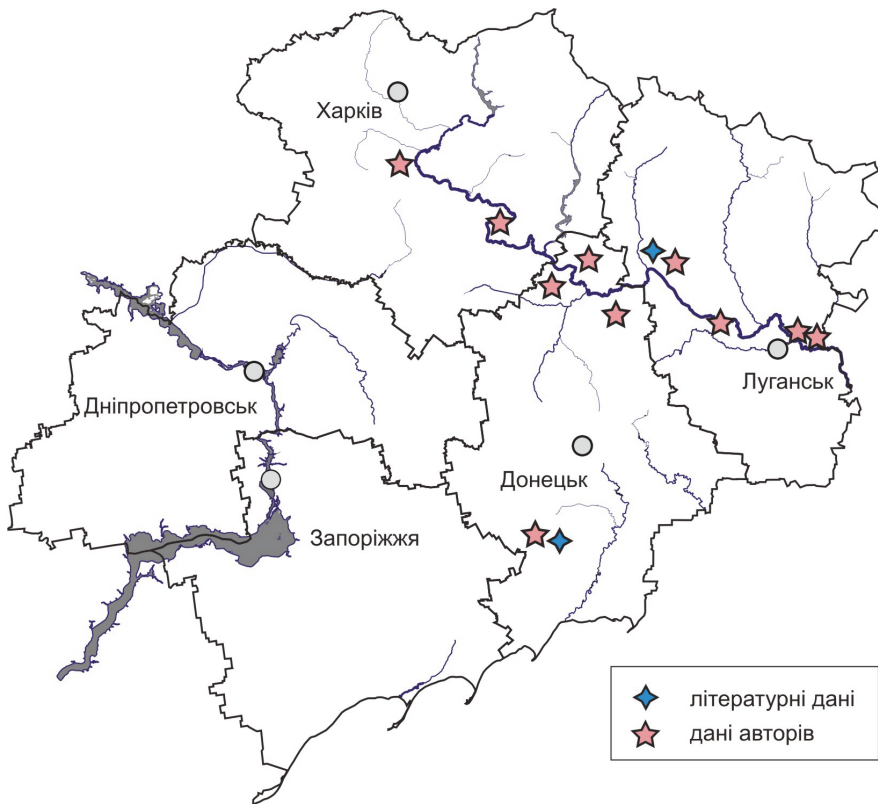 Харків
Луганськ
Дніпропетровськ
Донецьк
Запоріжжя
літературні дані
дані авторів